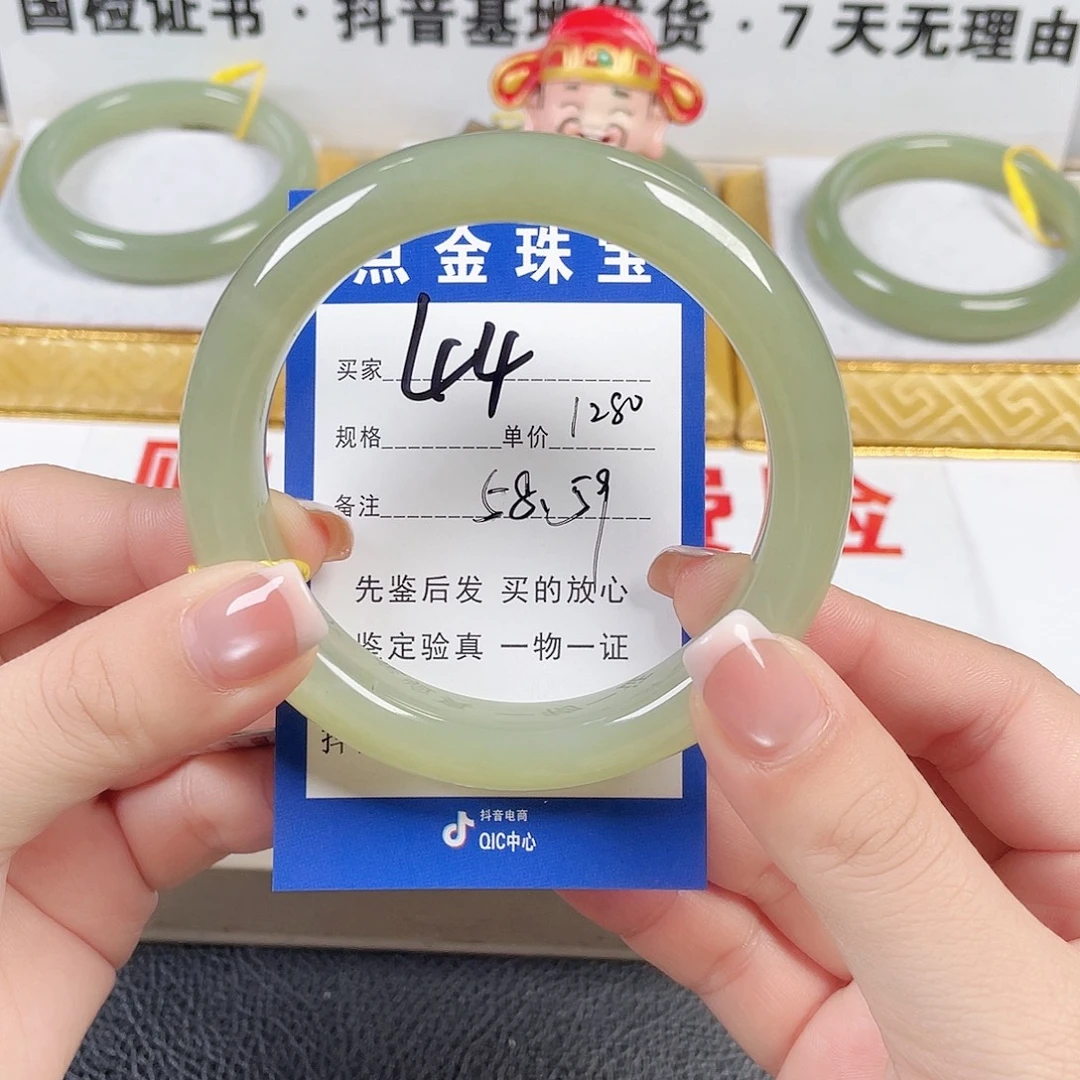 国检证书·抖音基地发货·7天无理由
点金珠宝
买家 44
规格 单价 1280
备注 58、59
先鉴后发 买的放心
鉴定验真 一物一证
抖音电商
QIC中心